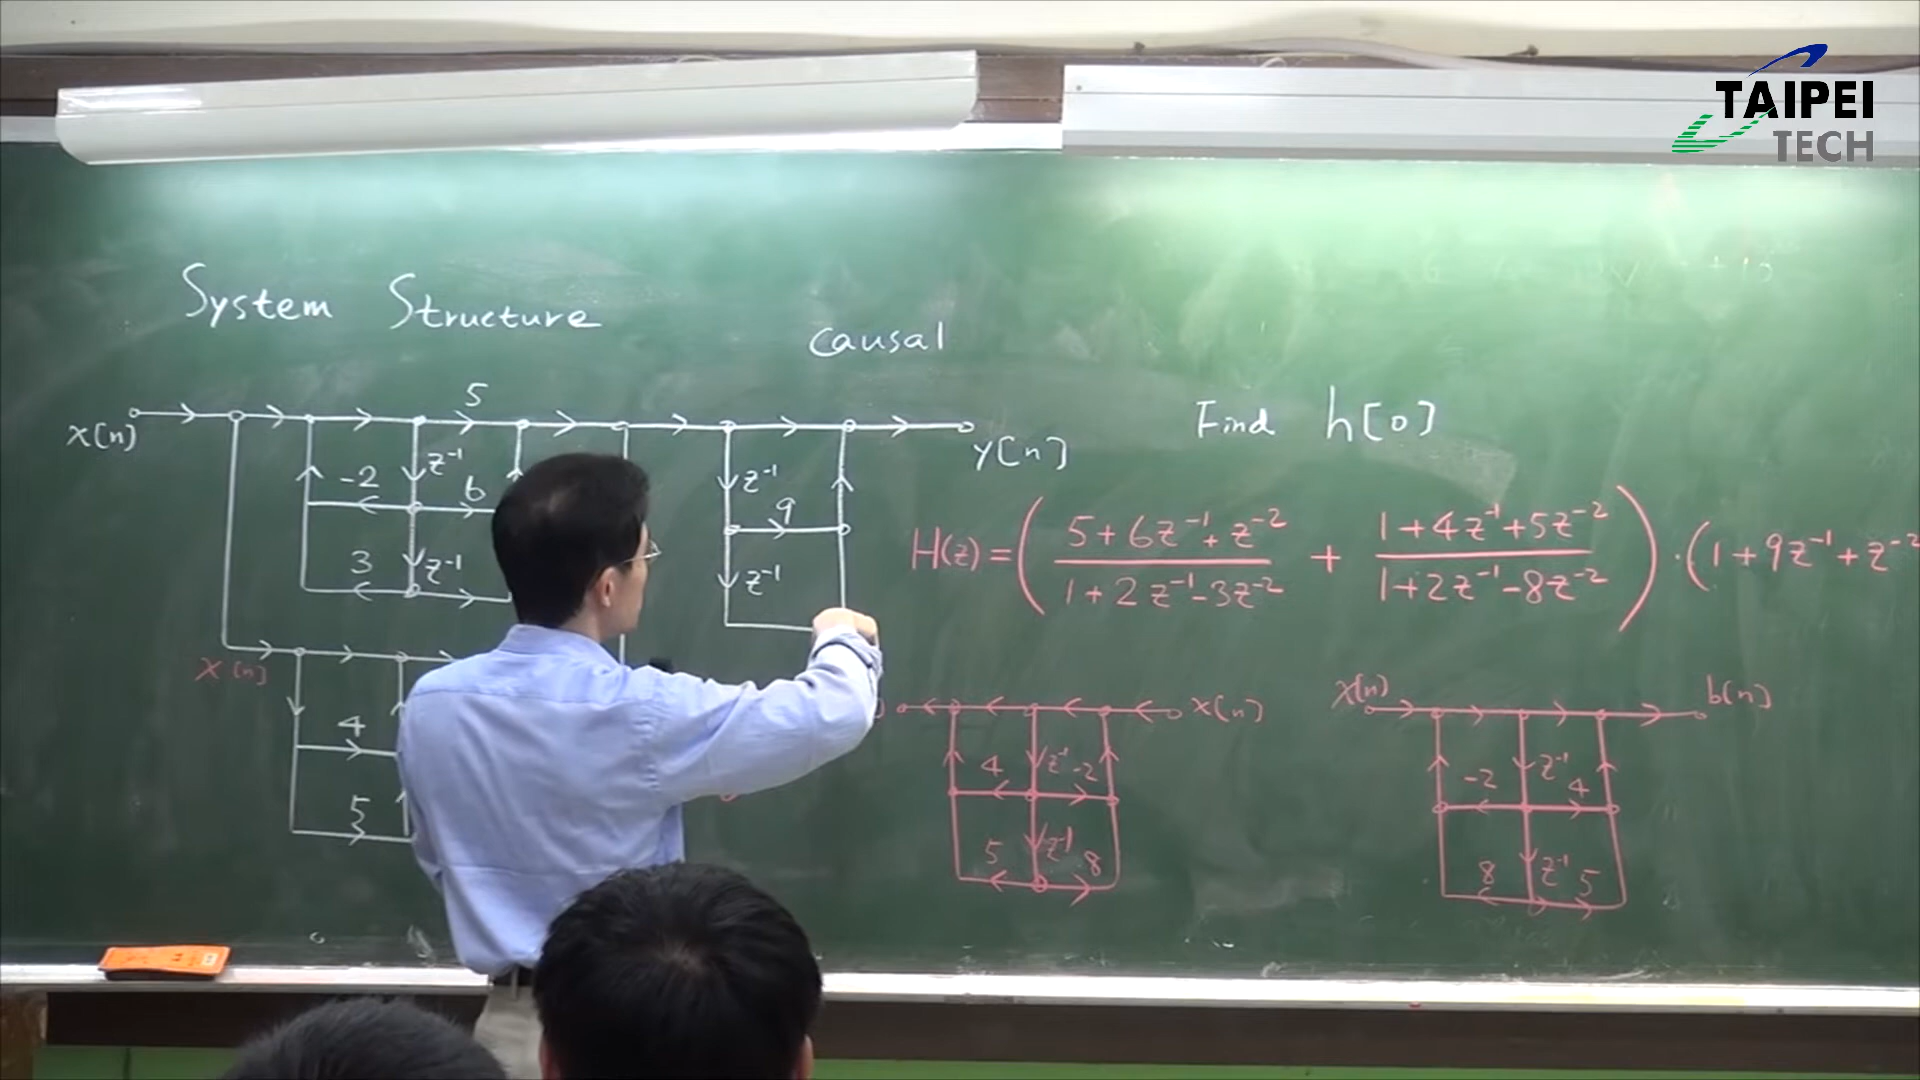 TAIPEI
TECH
System Structure
causal
5
x[n]
y[n]
Find h[0]
-2
z⁻¹
6
z⁻¹
9
3
z⁻¹
z⁻¹
H(z) = ( (5+6z⁻¹+z⁻²)/(1+2z⁻¹-3z⁻²) + (1+4z⁻¹+5z⁻²)/(1+2z⁻¹-8z⁻²) ) · (1+9z⁻¹+z⁻²
x[n]
4
5
x[n]
4
z⁻¹
-2
5
z⁻¹
8
x[n]
b[n]
-2
z⁻¹
4
8
z⁻¹
5